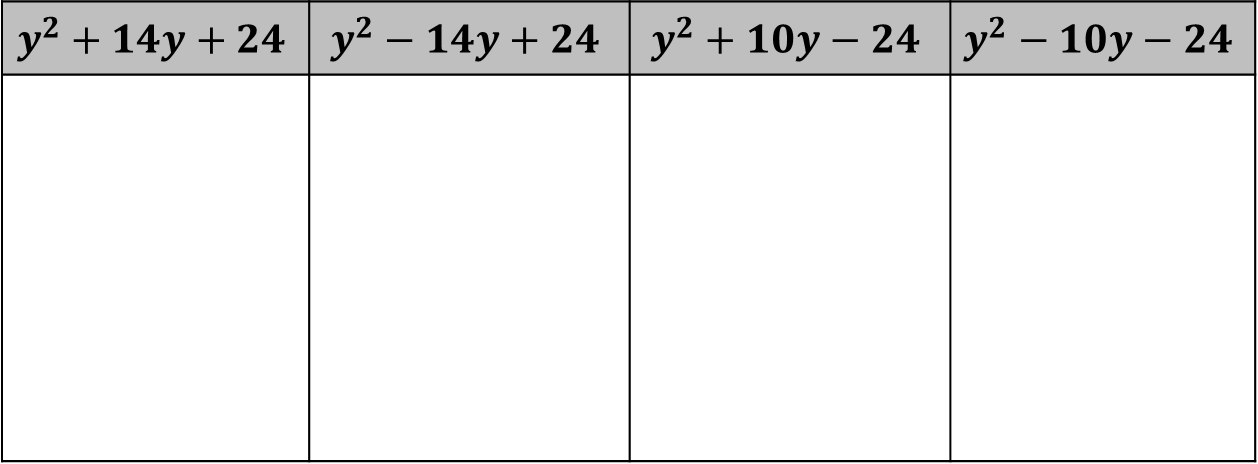 y² + 14y + 24 y² − 14y + 24 y² + 10y − 24 y² − 10y − 24